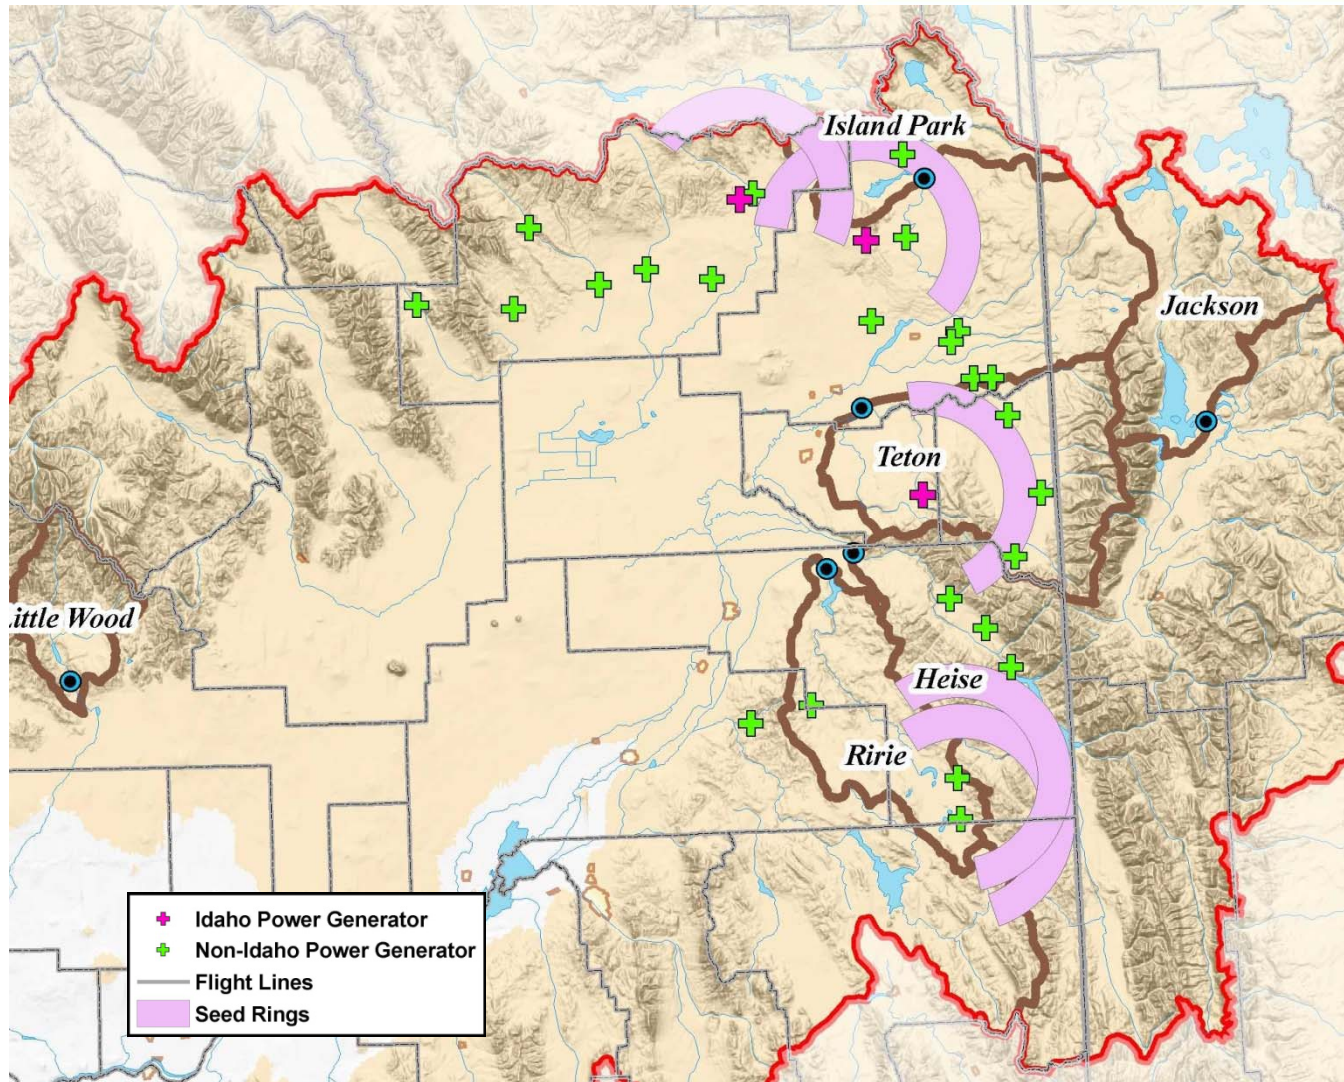 Island Park
Jackson
Teton
Little Wood
Heise
Ririe
Idaho Power Generator
Non-Idaho Power Generator
Flight Lines
Seed Rings